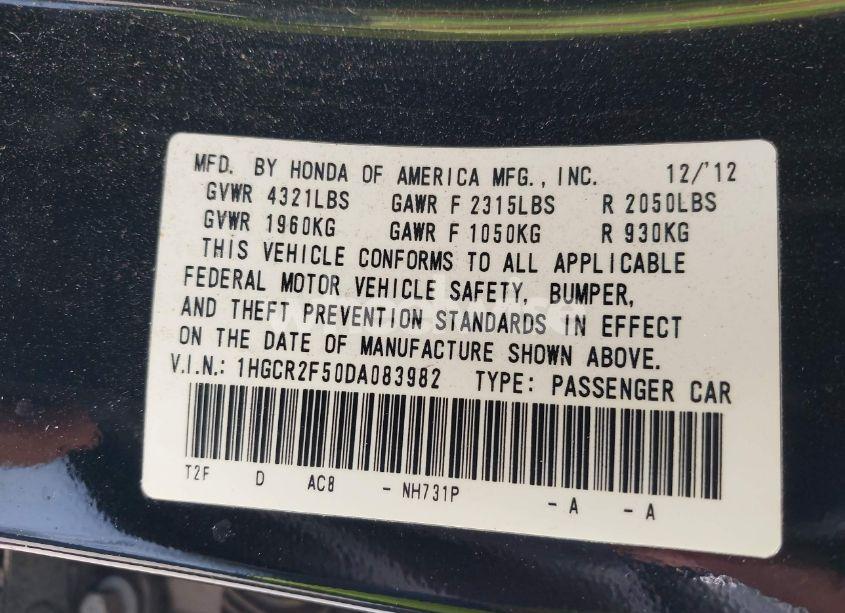 MFD. BY HONDA OF AMERICA MFG., INC. 12/'12
GVWR 4321LBS GAWR F 2315LBS R 2050LBS
GVWR 1960KG GAWR F 1050KG R 930KG
THIS VEHICLE CONFORMS TO ALL APPLICABLE
FEDERAL MOTOR VEHICLE SAFETY, BUMPER,
AND THEFT PREVENTION STANDARDS IN EFFECT
ON THE DATE OF MANUFACTURE SHOWN ABOVE.
V.I.N.: 1HGCR2F50DA083982 TYPE: PASSENGER CAR
T2F D AC8 - NH731P - A - A